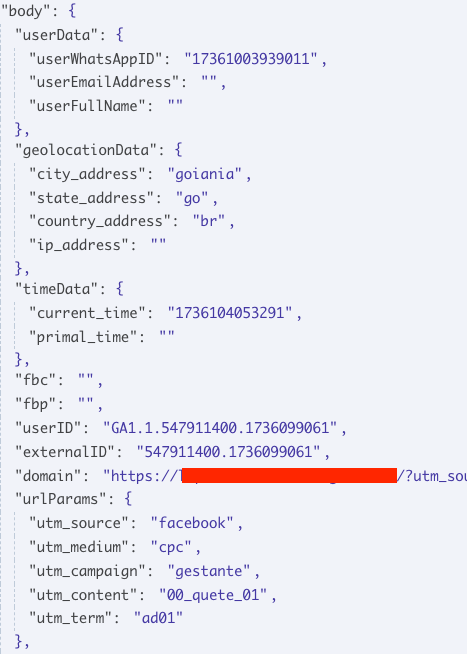 "body": {
"userData": {
"userWhatsAppID": "17361003939011",
"userEmailAddress": "",
"userFullName": ""
},
"geolocationData": {
"city_address": "goiania",
"state_address": "go",
"country_address": "br",
"ip_address": ""
},
"timeData": {
"current_time": "1736104053291",
"primal_time": ""
},
"fbc": "",
"fbp": "",
"userID": "GA1.1.547911400.1736099061",
"externalID": "547911400.1736099061",
"domain": "https:// /?utm_sou
"urlParams": {
"utm_source": "facebook",
"utm_medium": "cpc",
"utm_campaign": "gestante",
"utm_content": "00_quete_01",
"utm_term": "ad01"
},